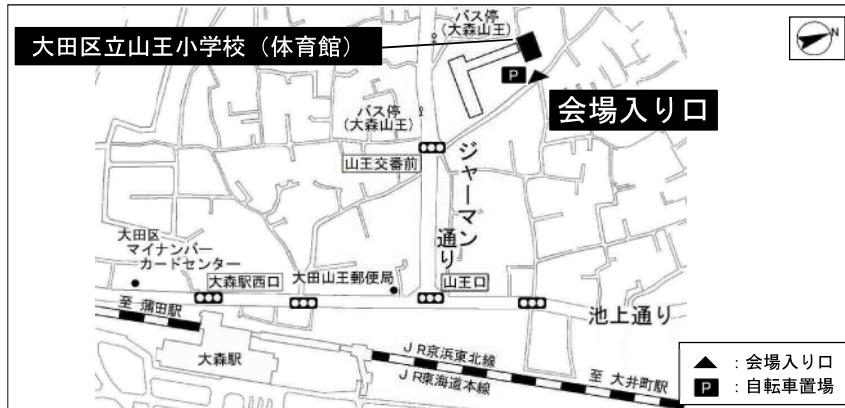 バス停
(大森山王)
N
大田区立山王小学校（体育館）
P
会場入り口
バス停
(大森山王)
山王交番前
ジャーマン
通り
大田区
マイナンバー
カードセンター
大森駅西口
大田山王郵便局
山王口
池上通り
至 蒲田駅
大森駅
ＪＲ京浜東北線
ＪＲ東海道本線
至 大井町駅
▲ ：会場入り口
P ：自転車置場